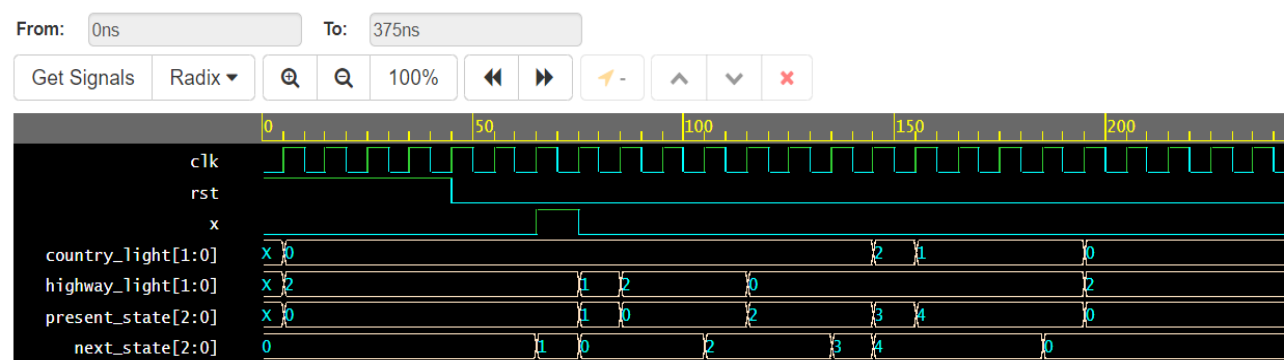 From: 0ns To: 375ns
Get Signals Radix 100% -
0 50 100 150 200
clk
rst
x
country_light[1:0] X 0 2 1 0
highway_light[1:0] X 2 1 2 0 2
present_state[2:0] X 0 1 0 2 3 4 0
next_state[2:0] 0 1 0 2 3 4 0